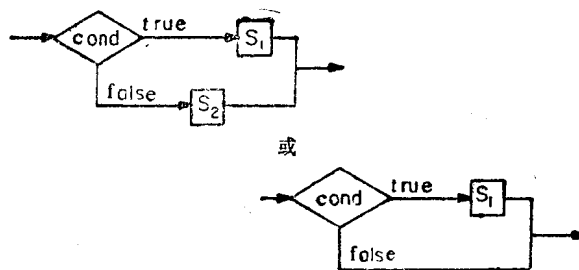 true
cond
S₁
false
S₂
或
true
cond
S₁
false